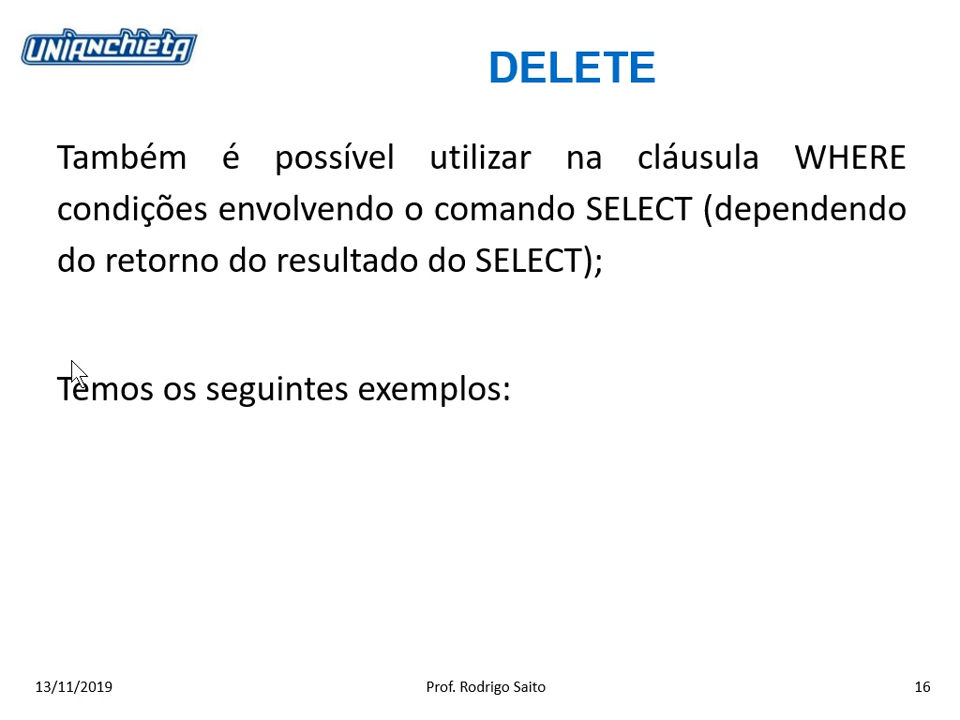 UNIANCHIETA
DELETE
Também é possível utilizar na cláusula WHERE
condições envolvendo o comando SELECT (dependendo
do retorno do resultado do SELECT);
Temos os seguintes exemplos:
13/11/2019
Prof. Rodrigo Saito
16